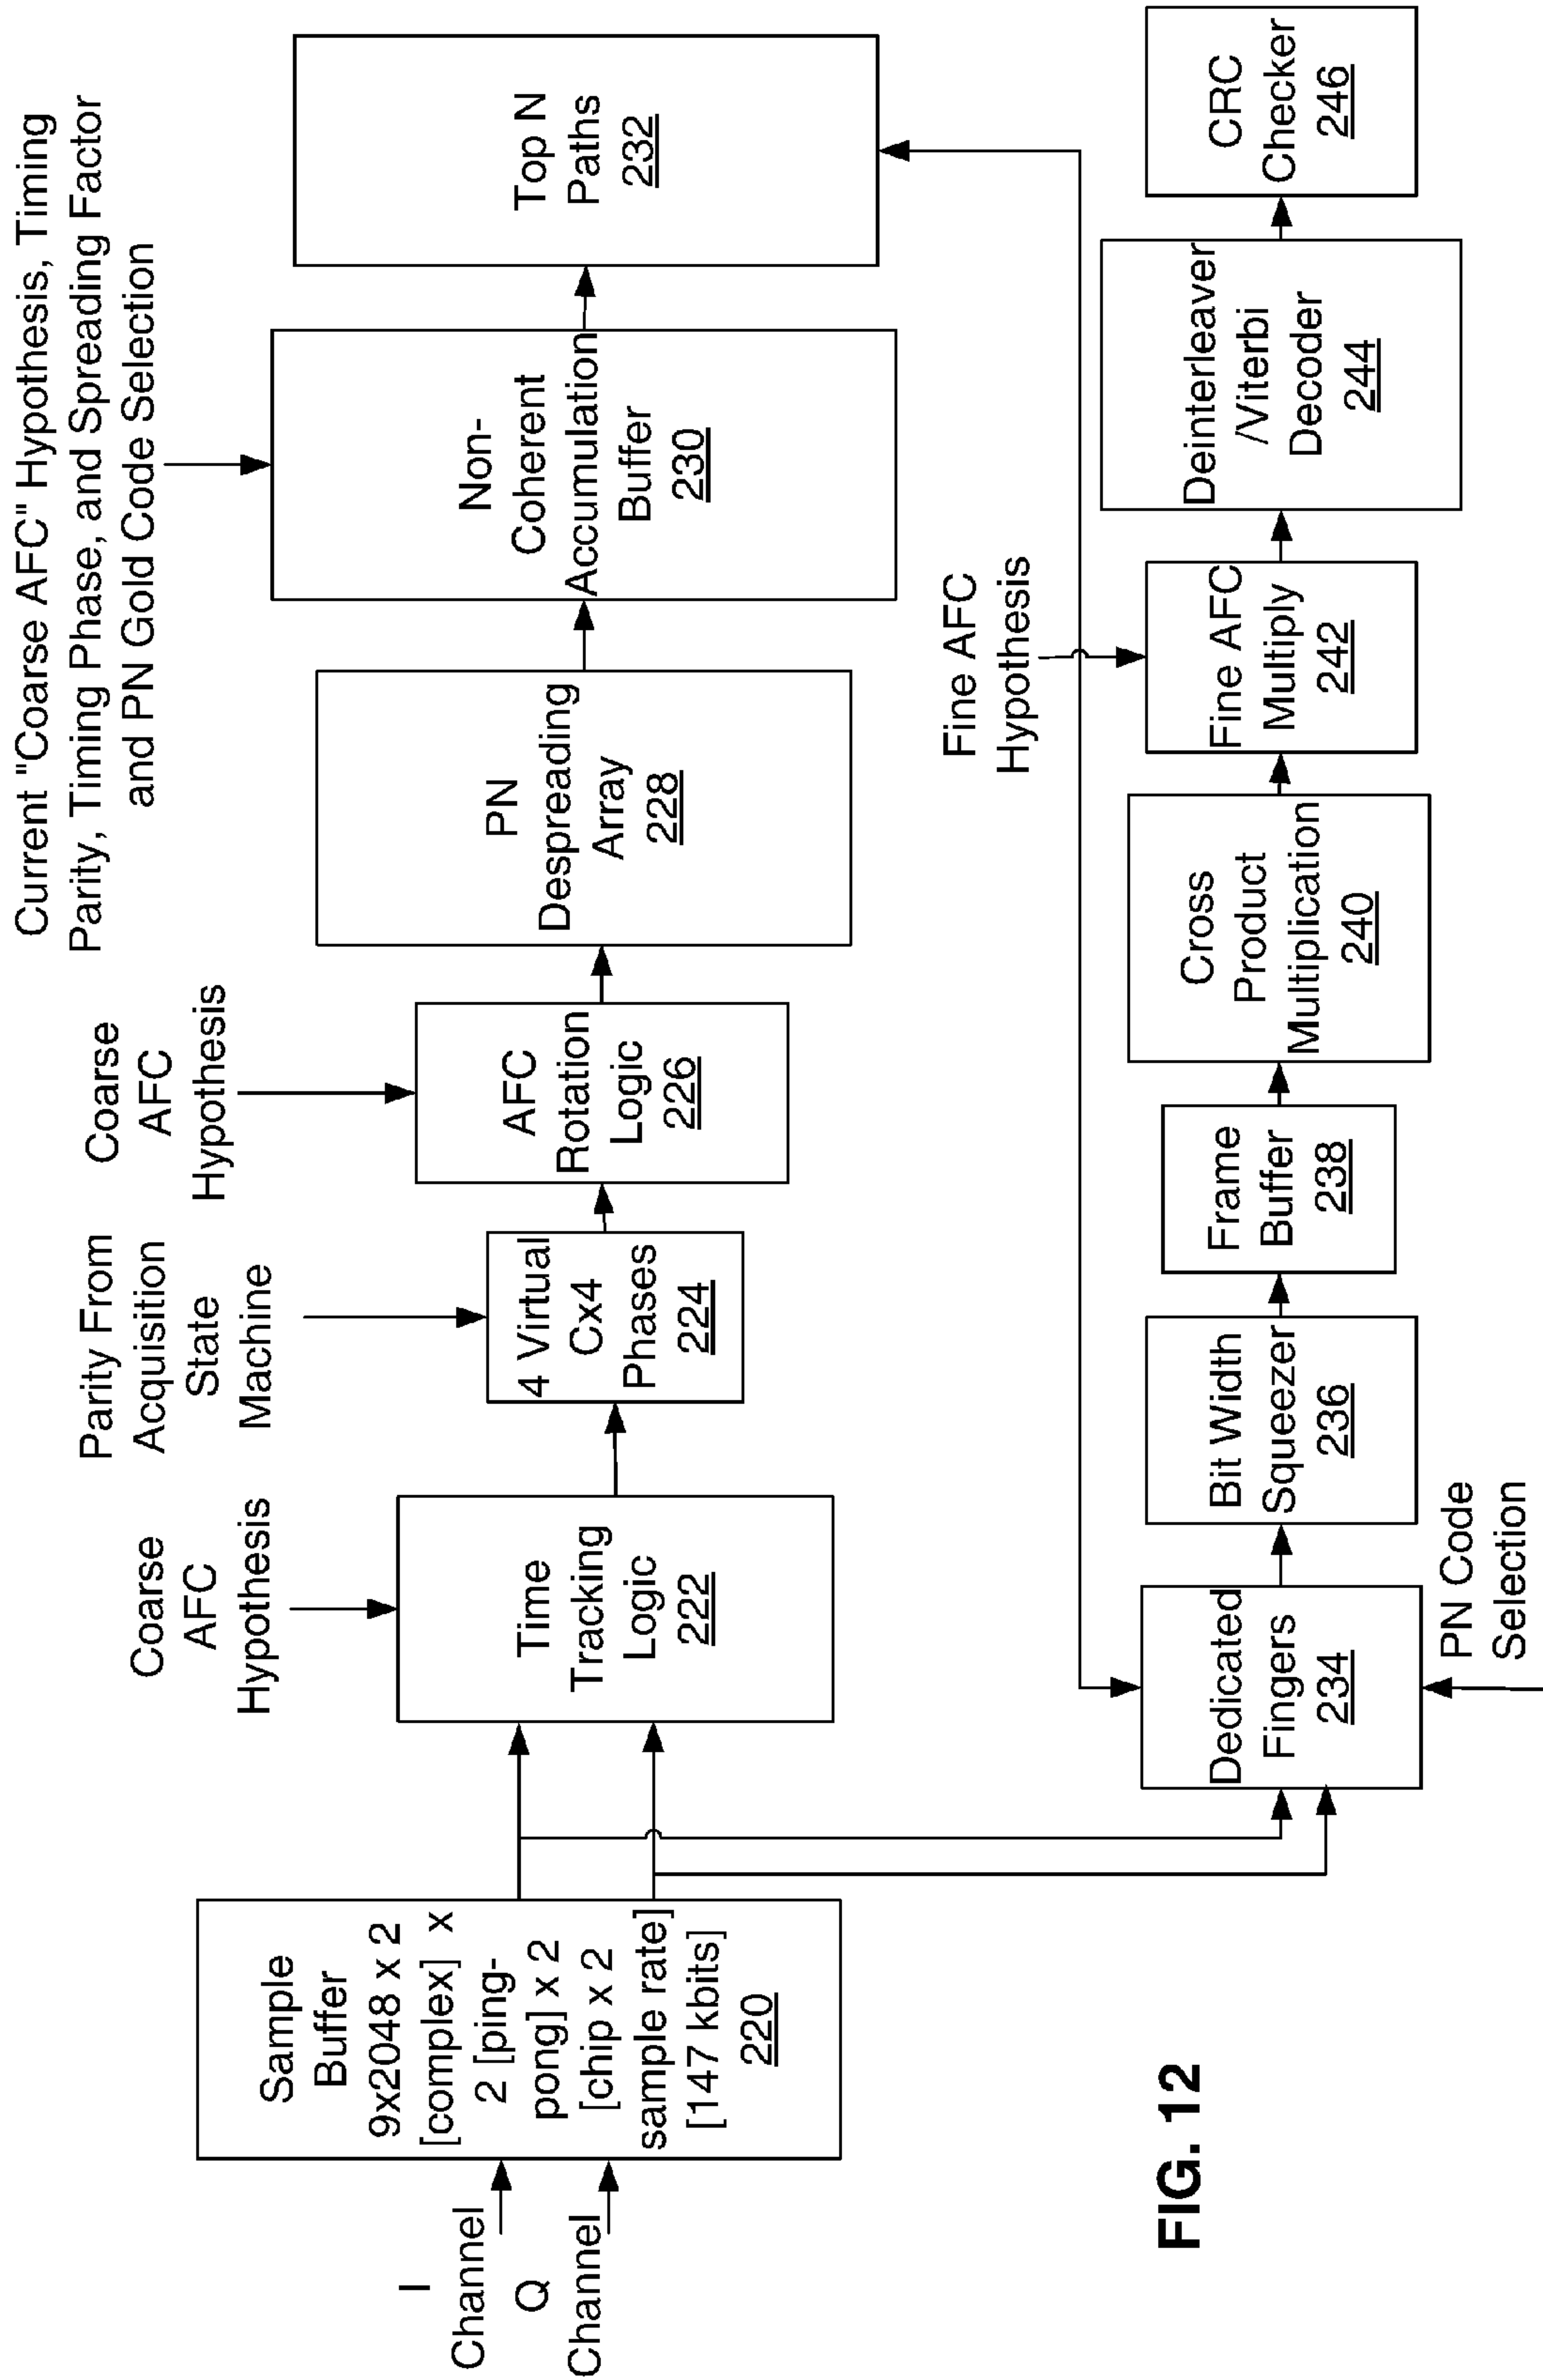 I
Channel
Q
Channel
Sample
Buffer
9x2048 x 2
[complex] x
2 [ping-
pong] x 2
[chip x 2
sample rate]
[147 kbits]
220
Coarse
AFC
Hypothesis
Time
Tracking
Logic
222
Parity From
Acquisition
State
Machine
4 Virtual
Cx4
Phases
224
Coarse
AFC
Hypothesis
AFC
Rotation
Logic
226
PN
Despreading
Array
228
Current "Coarse AFC" Hypothesis, Timing
Parity, Timing Phase, and Spreading Factor
and PN Gold Code Selection
Non-
Coherent
Accumulation
Buffer
230
Top N
Paths
232
Dedicated
Fingers
234
PN Code
Selection
Bit Width
Squeezer
236
Frame
Buffer
238
Cross
Product
Multiplication
240
Fine AFC
Hypothesis
Fine AFC
Multiply
242
Deinterleaver
/Viterbi
Decoder
244
CRC
Checker
246
FIG. 12